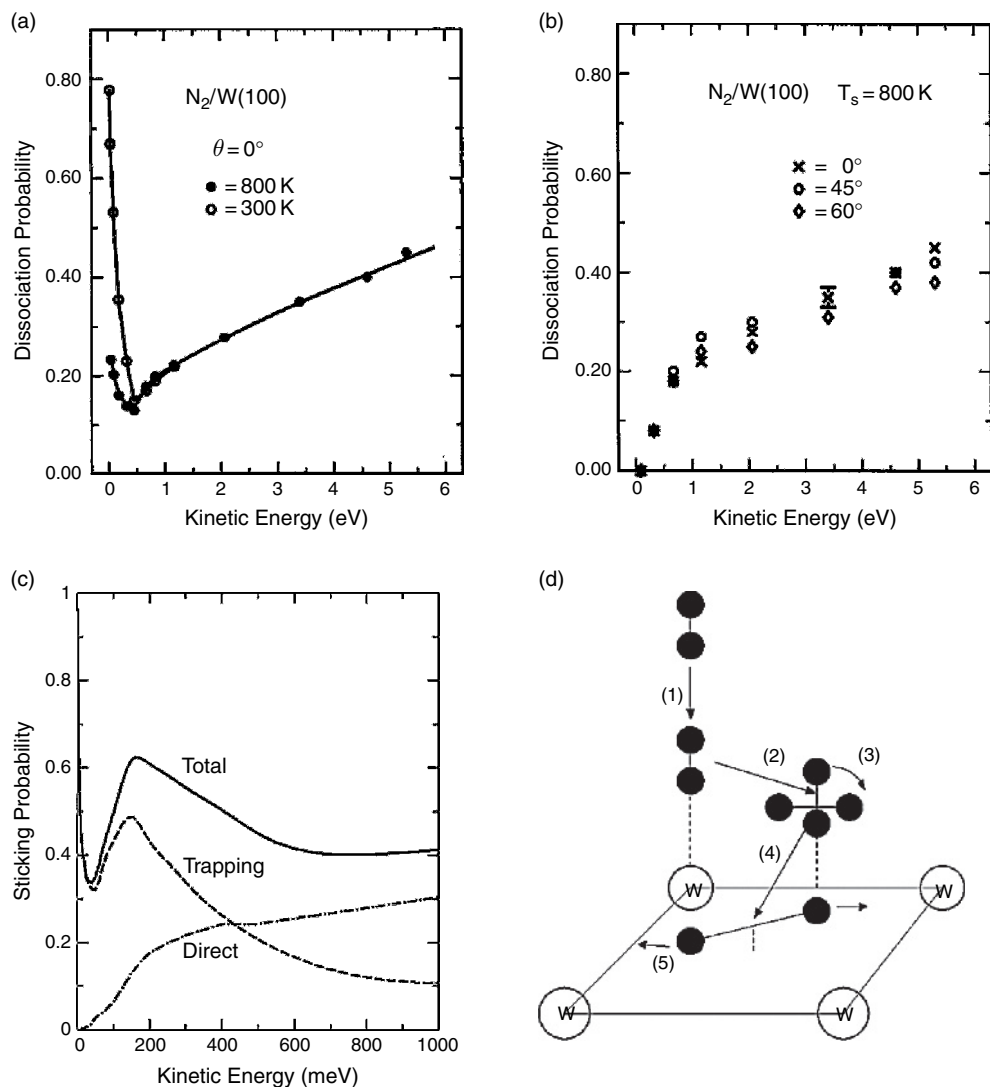 (a)
Dissociation Probability
0.80
0.60
0.40
0.20
0.00
N₂/W(100)
θ = 0°
= 800 K
= 300 K
0 1 2 3 4 5 6
Kinetic Energy (eV)
(b)
Dissociation Probability
0.80
0.60
0.40
0.20
0.00
N₂/W(100) Tₛ = 800 K
= 0°
= 45°
= 60°
0 1 2 3 4 5 6
Kinetic Energy (eV)
(c)
Sticking Probability
1
0.8
0.6
0.4
0.2
0
Total
Trapping
Direct
0 200 400 600 800 1000
Kinetic Energy (meV)
(d)
(1)
(2) (3)
(4)
W W
(5)
W W